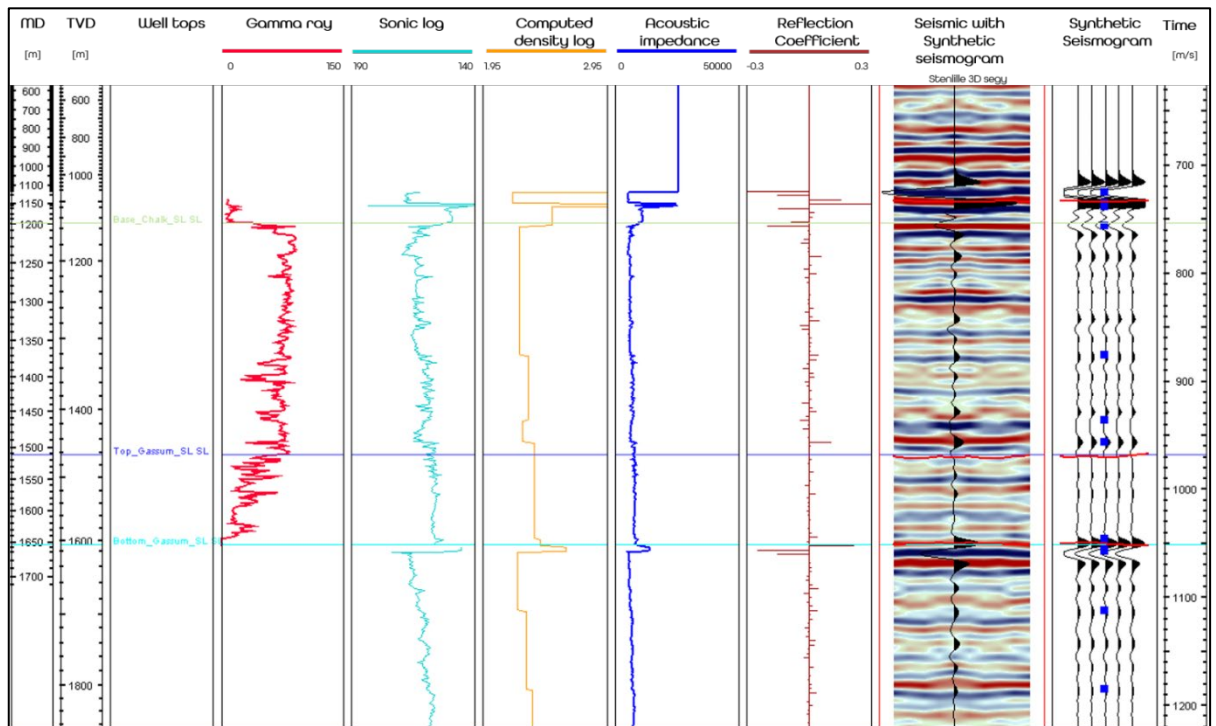 MD
[m]
TVD
[m]
Well tops
Gamma ray
0 150
Sonic log
190 140
Computed
density log
1.95 2.95
Acoustic
impedance
0 50000
Reflection
Coefficient
-0.3 0.3
Seismic with
Synthetic
seismogram
Stenlille 3D segy
Synthetic
Seismogram
Time
[m/s]
600
700
800
900
1000
1100
1150
1200
1250
1300
1350
1400
1450
1500
1550
1600
1650
1700
600
800
1000
1200
1400
1600
1800
Base_Chalk_SL SL
Top_Gassum_SL SL
Bottom_Gassum_SL SL
700
800
900
1000
1100
1200